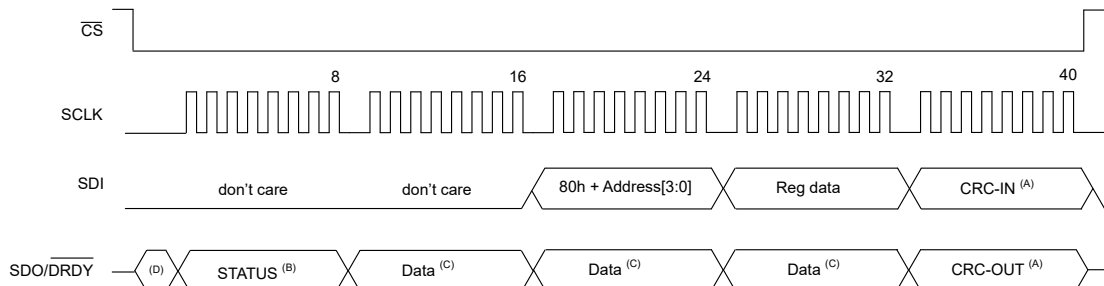 CS
8 16 24 32 40
SCLK
SDI don't care don't care 80h + Address[3:0] Reg data CRC-IN (A)
SDO/DRDY (D) STATUS (B) Data (C) Data (C) Data (C) CRC-OUT (A)